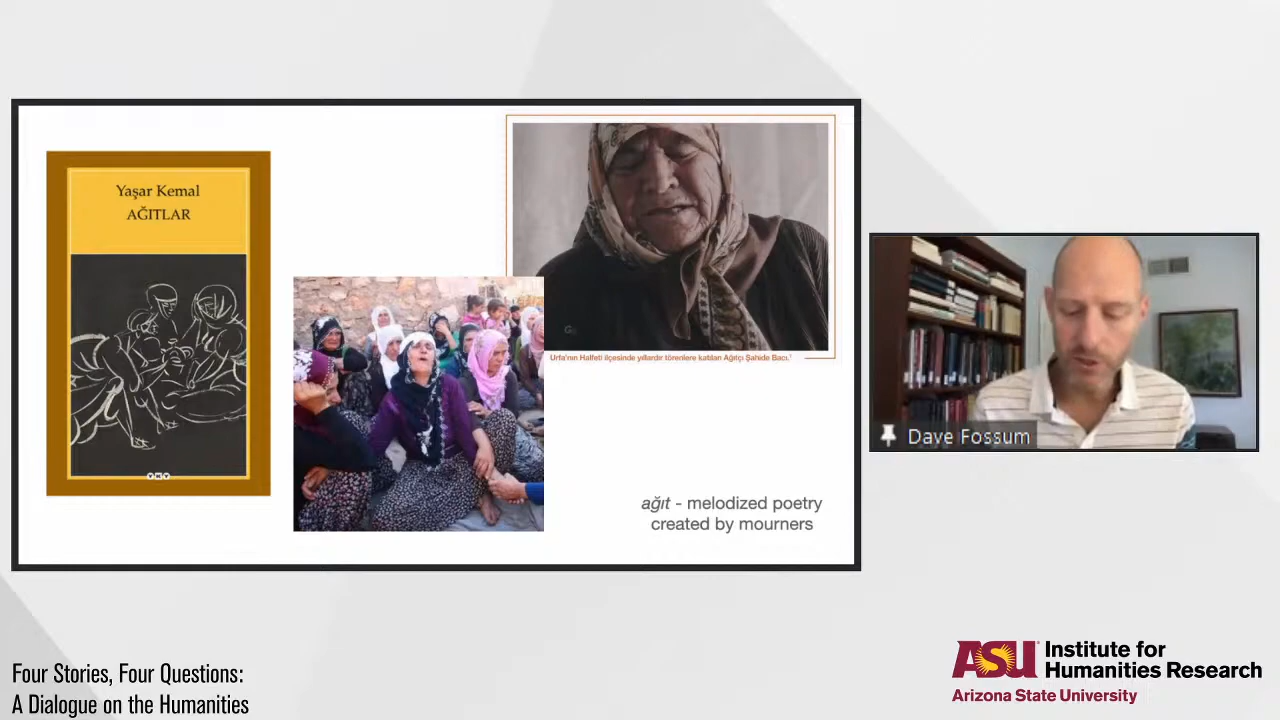 Yaşar Kemal
AĞITLAR
Urfa'nın Halfeti ilçesinde yıllardır törenlere katılan Ağıtçı Şahide Bacı.
ağıt - melodized poetry
created by mourners
Dave Fossum
Four Stories, Four Questions:
A Dialogue on the Humanities
ASU Institute for
Humanities Research
Arizona State University